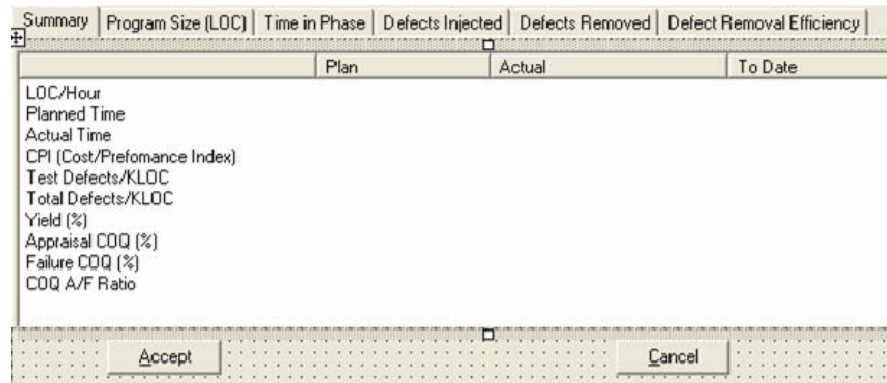 Summary Program Size (LOC) Time in Phase Defects Injected Defects Removed Defect Removal Efficiency
Plan Actual To Date
LOC/Hour
Planned Time
Actual Time
CPI (Cost/Prefomance Index)
Test Defects/KLOC
Total Defects/KLOC
Yield (%)
Appraisal COQ (%)
Failure COQ (%)
COQ A/F Ratio
Accept Cancel